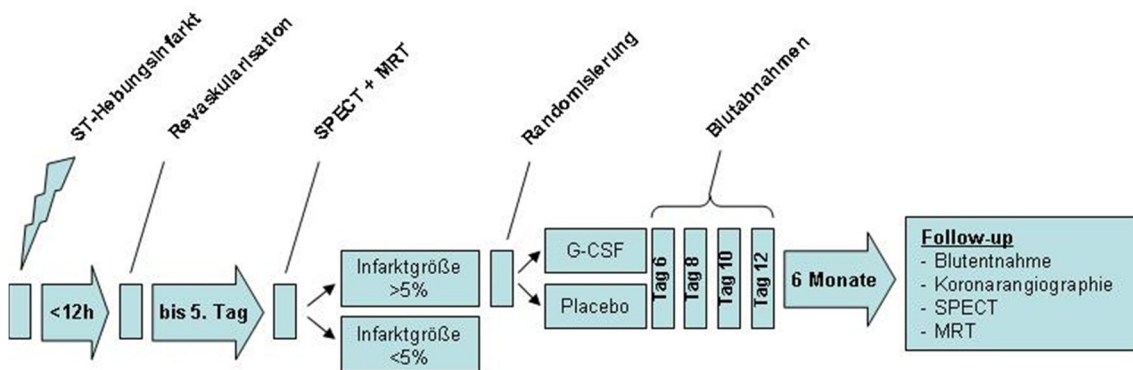 ST-Hebungsinfarkt
Revaskularisation
SPECT + MRT
Randomisierung
Blutabnahmen
<12h
bis 5. Tag
Infarktgröße
>5%
Infarktgröße
<5%
G-CSF
Placebo
Tag 6
Tag 8
Tag 10
Tag 12
6 Monate
Follow-up
- Blutentnahme
- Koronarangiographie
- SPECT
- MRT